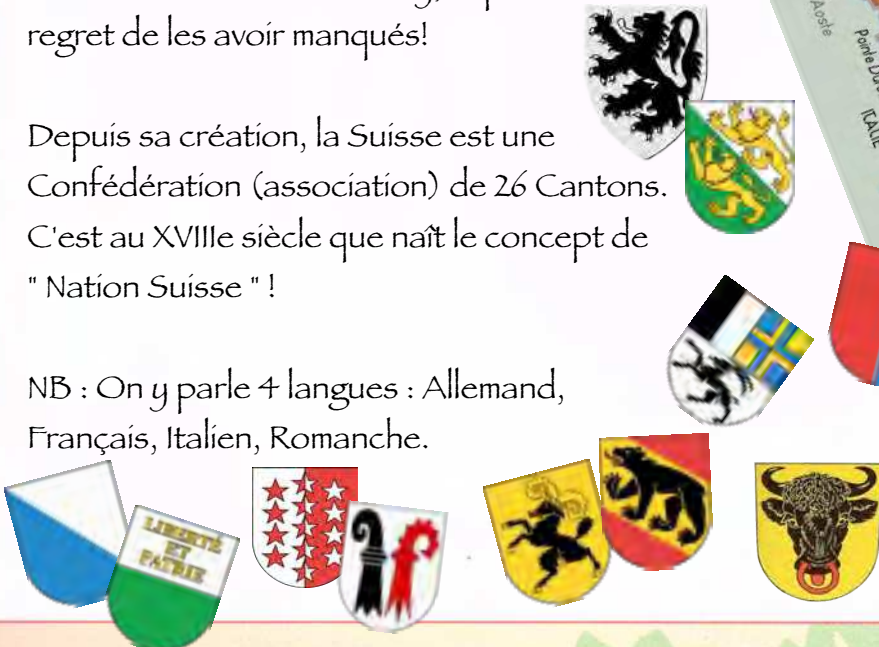 regret de les avoir manqués!
Depuis sa création, la Suisse est une
Confédération (association) de 26 Cantons.
C'est au XVIIIe siècle que naît le concept de
" Nation Suisse " !
NB : On y parle 4 langues : Allemand,
Français, Italien, Romanche.
LIBERTÉ
ET
PATRIE
Aoste
ITALIE